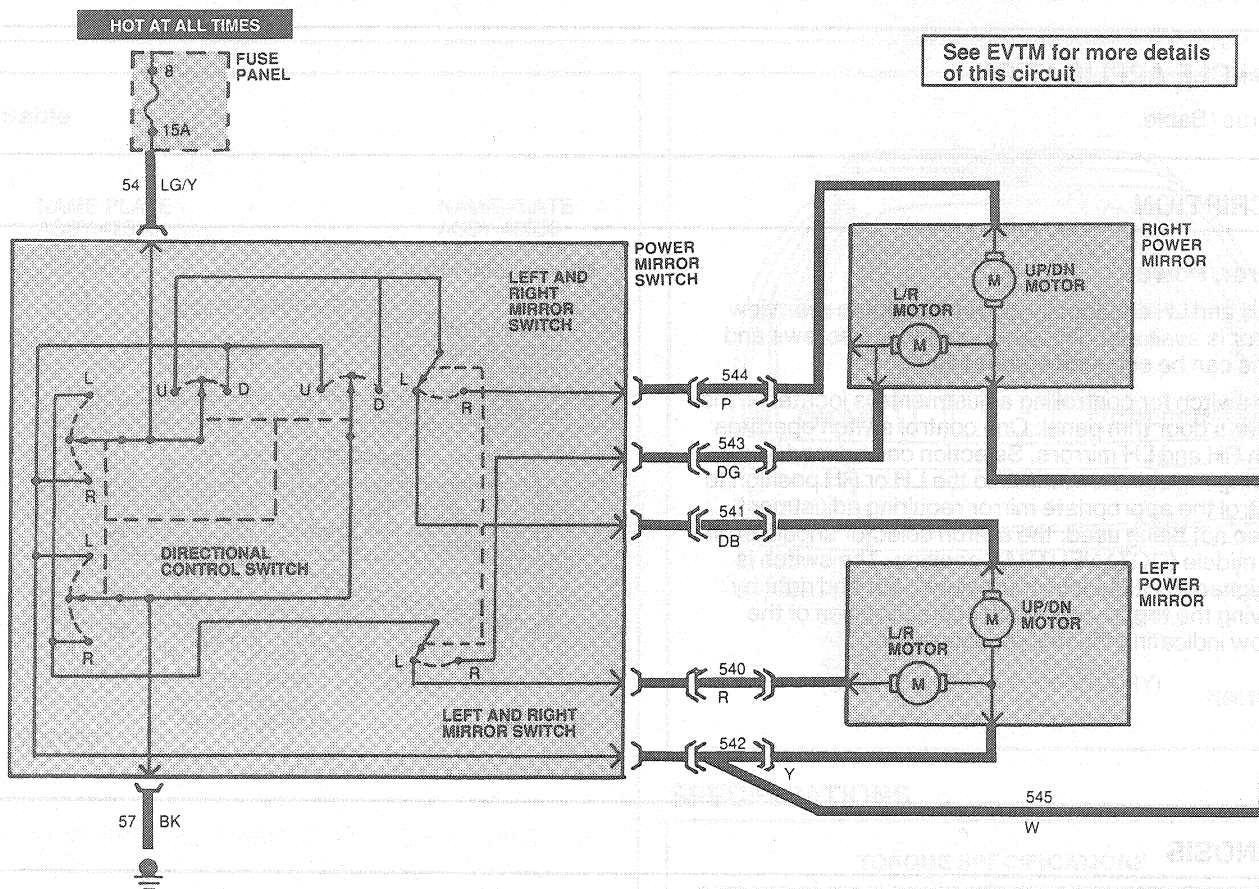 HOT AT ALL TIMES
FUSE
PANEL
8
15A
54 LG/Y
See EVTM for more details
of this circuit
POWER
MIRROR
SWITCH
LEFT AND
RIGHT
MIRROR
SWITCH
L
U
D
U
D
L
R
R
L
R
DIRECTIONAL
CONTROL SWITCH
L
R
LEFT AND RIGHT
MIRROR SWITCH
57 BK
544
P
543
DG
541
DB
540
R
542
Y
545
W
RIGHT
POWER
MIRROR
UP/DN
MOTOR
M
L/R
MOTOR
M
LEFT
POWER
MIRROR
UP/DN
MOTOR
M
L/R
MOTOR
M